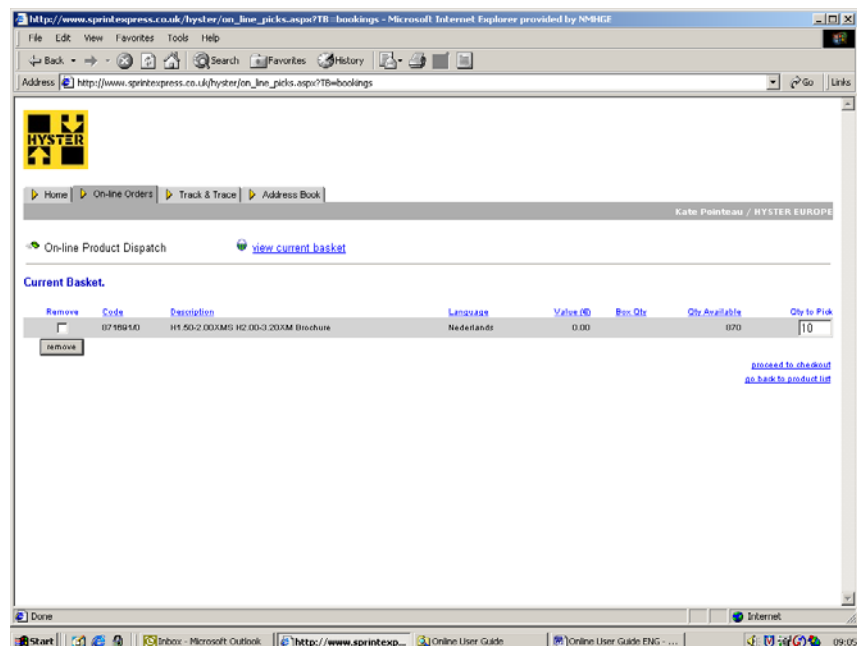 http://www.sprintexpress.co.uk/hyster/on_line_picks.aspx?TB=bookings - Microsoft Internet Explorer provided by NMHGE
File Edit View Favorites Tools Help
Back Search Favorites History
Address http://www.sprintexpress.co.uk/hyster/on_line_picks.aspx?TB=bookings Go Links
HYSTER
Home On-line Orders Track & Trace Address Book
Kate Pointeau / HYSTER EUROPE
On-line Product Dispatch view current basket
Current Basket.
Remove Code Description Language Value (€) Box Qty Qty Available Qty to Pick
H1.50-2.00XMS H2.00-3.20XM Brochure Nederlands 0.00 870 10
remove
proceed to checkout
go back to product list
Done Internet
Start Inbox - Microsoft Outlook http://www.sprintexp... Online User Guide Online User Guide ENG - ... 09:05